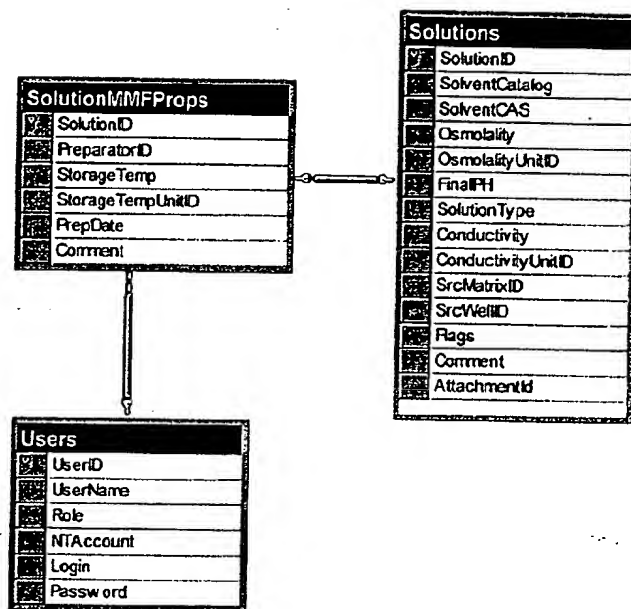 Solutions
SolutionID
SolventCatalog
SolventCAS
Osmolality
OsmolalityUnitID
FinalPH
SolutionType
Conductivity
ConductivityUnitID
SrcMatrixID
SrcWellID
Flags
Comment
AttachmentId
SolutionMMFProps
SolutionID
PreparatorID
StorageTemp
StorageTempUnitID
PrepDate
Comment
Users
UserID
UserName
Role
NTAccount
Login
Password